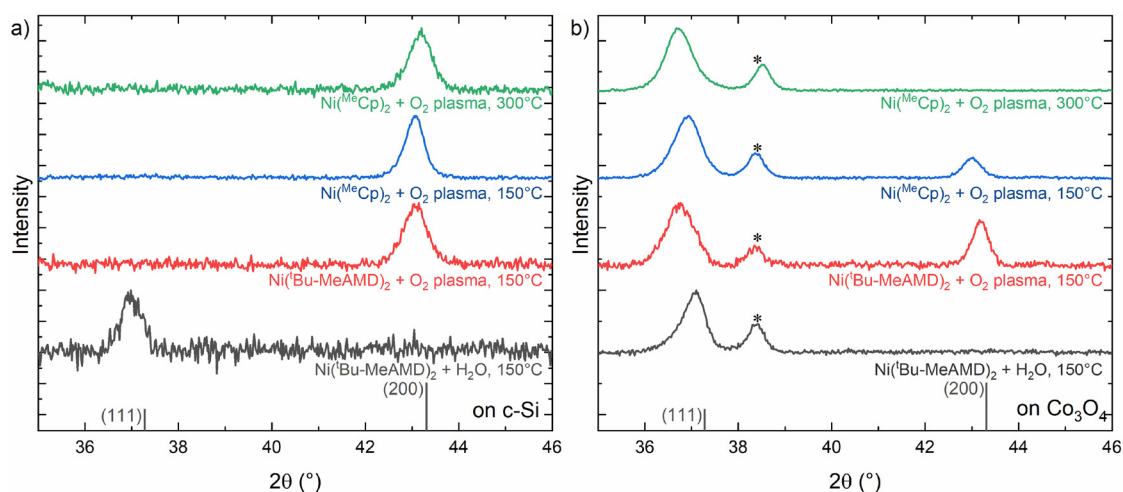 a)
Intensity
Ni(ᴹᵉCp)₂ + O₂ plasma, 300°C
Ni(ᴹᵉCp)₂ + O₂ plasma, 150°C
Ni(ᵗBu-MeAMD)₂ + O₂ plasma, 150°C
Ni(ᵗBu-MeAMD)₂ + H₂O, 150°C
(111)
(200)
on c-Si
36 38 40 42 44 46
2θ (°)
b)
Intensity
*
Ni(ᴹᵉCp)₂ + O₂ plasma, 300°C
*
Ni(ᴹᵉCp)₂ + O₂ plasma, 150°C
*
Ni(ᵗBu-MeAMD)₂ + O₂ plasma, 150°C
*
Ni(ᵗBu-MeAMD)₂ + H₂O, 150°C
(111)
(200)
on Co₃O₄
36 38 40 42 44 46
2θ (°)